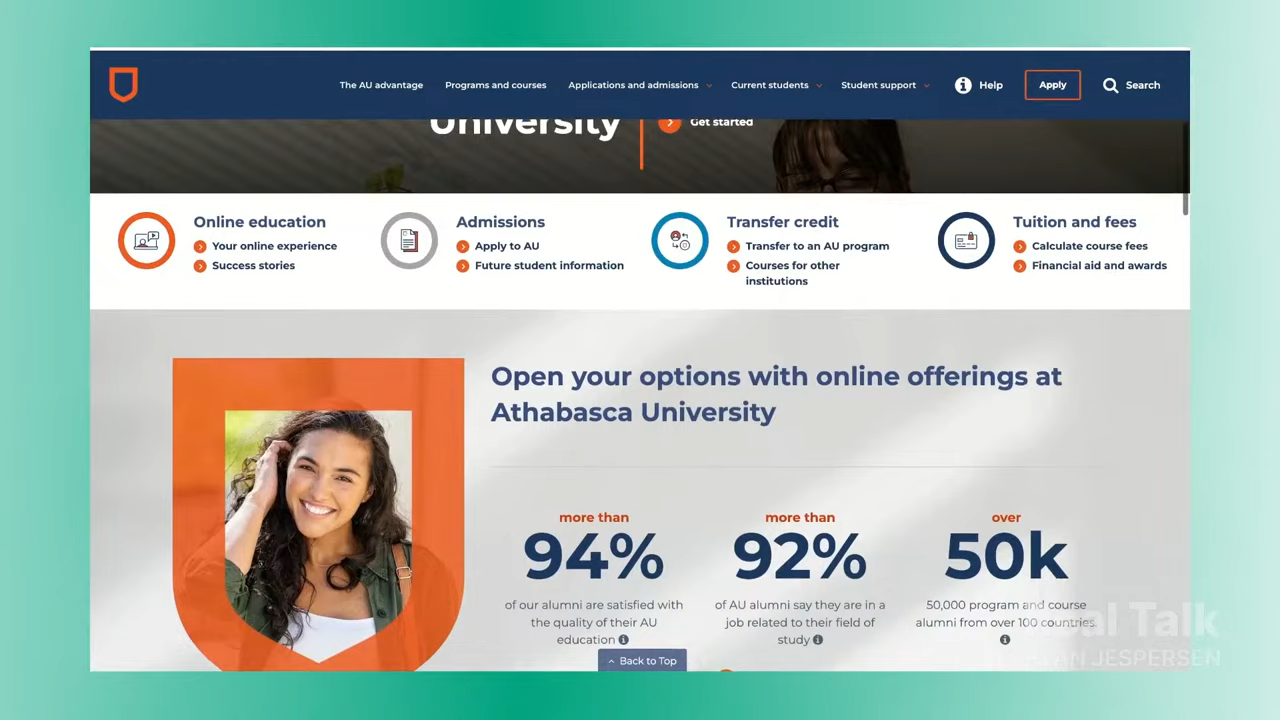 The AU advantage
Programs and courses
Applications and admissions
Current students
Student support
Help
Apply
Search
University
Get started
Online education
Your online experience
Success stories
Admissions
Apply to AU
Future student information
Transfer credit
Transfer to an AU program
Courses for other
institutions
Tuition and fees
Calculate course fees
Financial aid and awards
Open your options with online offerings at
Athabasca University
more than
94%
of our alumni are satisfied with
the quality of their AU
education
more than
92%
of AU alumni say they are in a
job related to their field of
study
over
50k
50,000 program and course
alumni from over 100 countries.
Back to Top
Talk
JESPERSEN